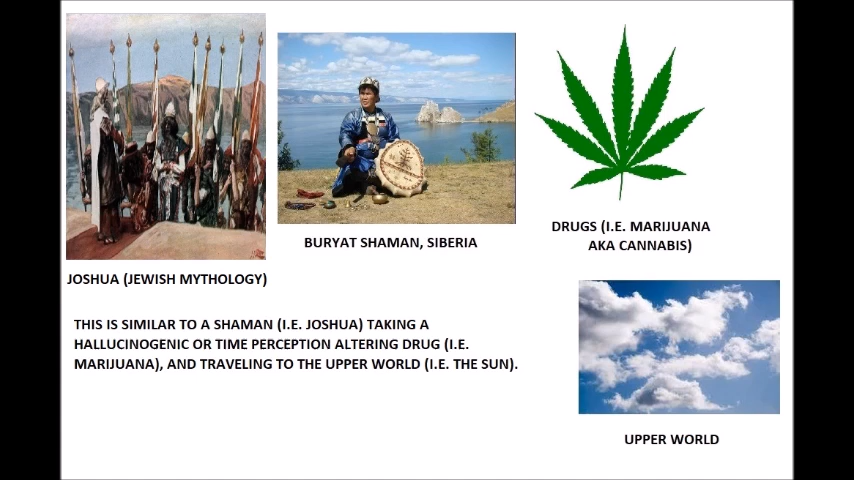 BURYAT SHAMAN, SIBERIA
DRUGS (I.E. MARIJUANA
AKA CANNABIS)
JOSHUA (JEWISH MYTHOLOGY)
THIS IS SIMILAR TO A SHAMAN (I.E. JOSHUA) TAKING A
HALLUCINOGENIC OR TIME PERCEPTION ALTERING DRUG (I.E.
MARIJUANA), AND TRAVELING TO THE UPPER WORLD (I.E. THE SUN).
UPPER WORLD